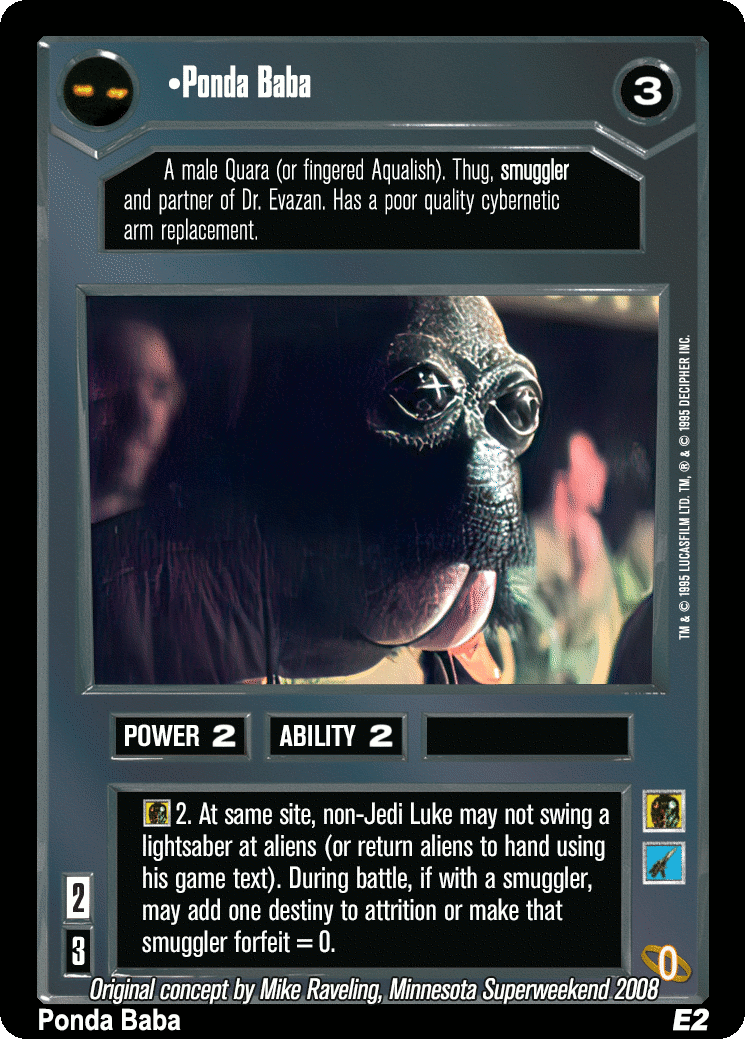 •Ponda Baba
3
A male Quara (or fingered Aqualish). Thug, smuggler
and partner of Dr. Evazan. Has a poor quality cybernetic
arm replacement.
TM & © 1995 LUCASFILM LTD. TM, ® & © 1995 DECIPHER INC.
POWER 2
ABILITY 2
2. At same site, non-Jedi Luke may not swing a
lightsaber at aliens (or return aliens to hand using
his game text). During battle, if with a smuggler,
may add one destiny to attrition or make that
smuggler forfeit = 0.
2
3
0
Original concept by Mike Raveling, Minnesota Superweekend 2008
Ponda Baba
E2